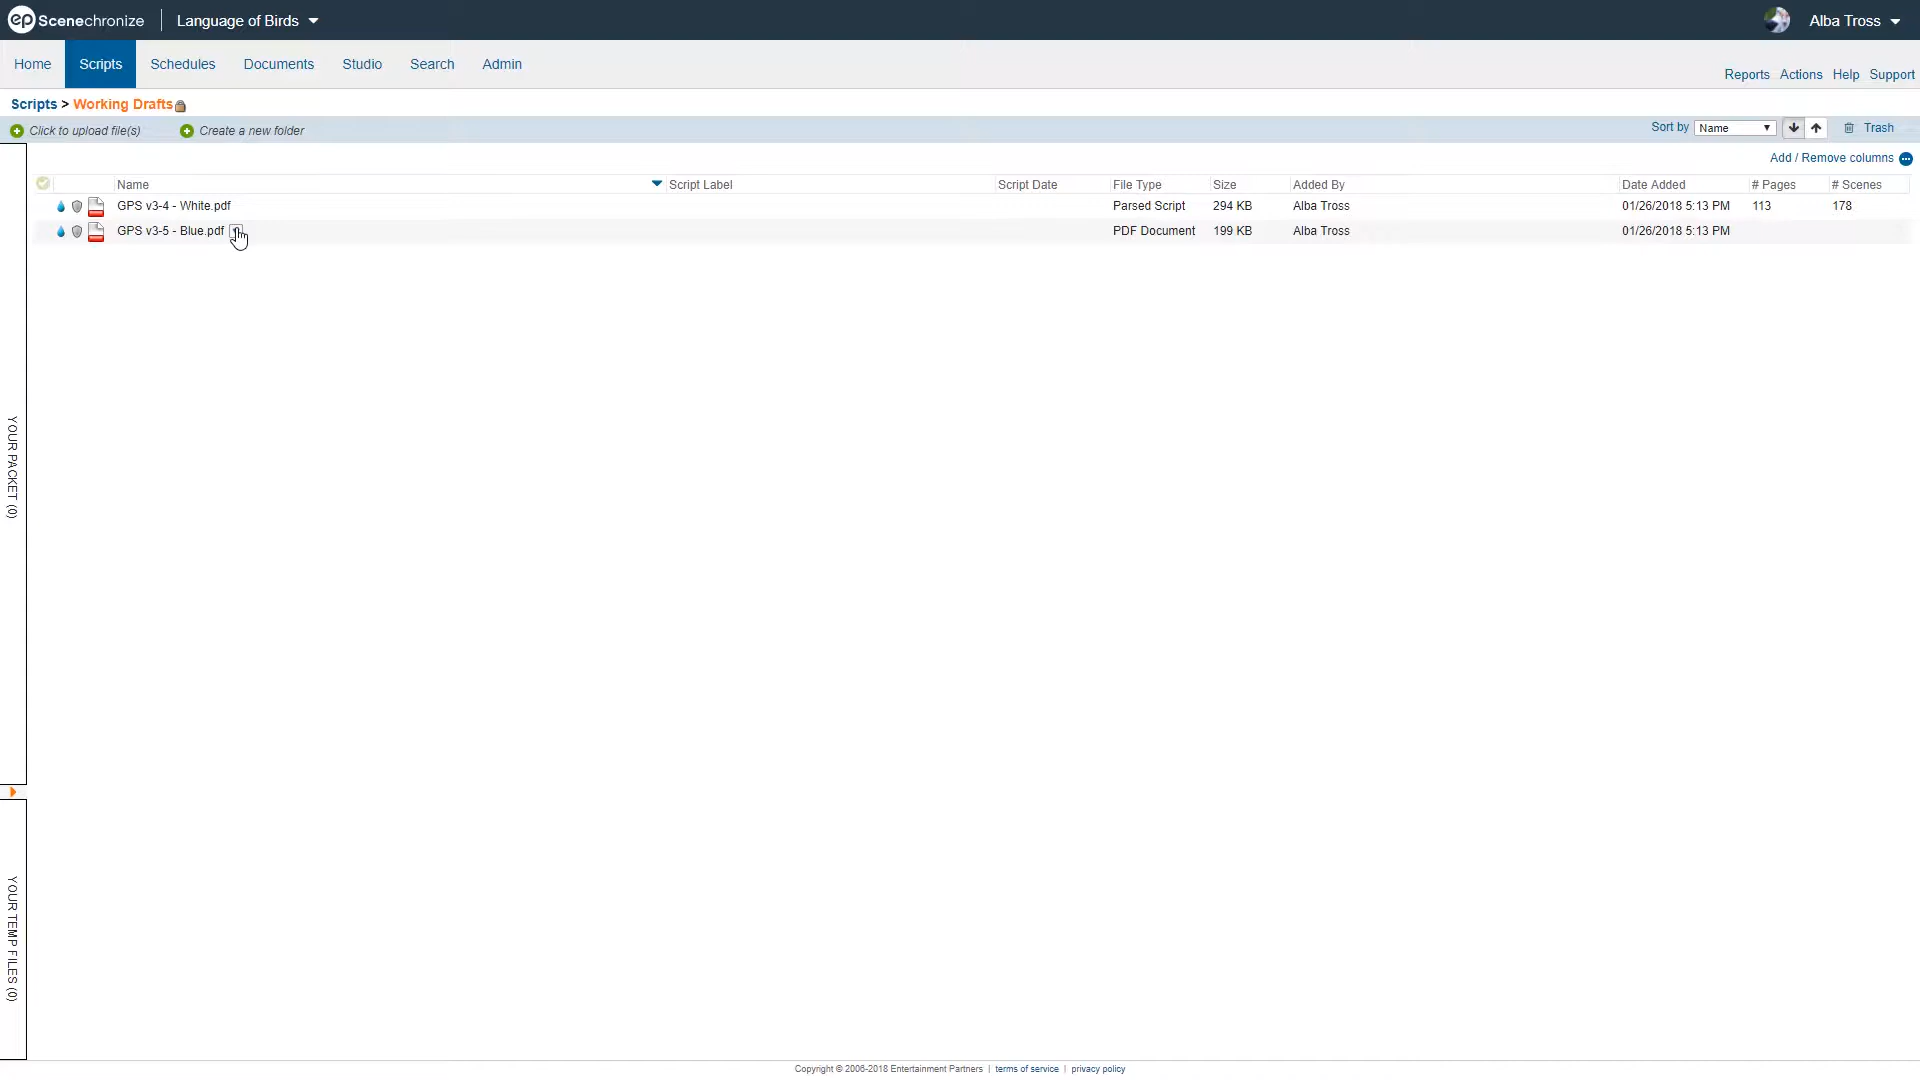 ep Scenechronize Language of Birds Alba Tross
Home Scripts Schedules Documents Studio Search Admin
Reports Actions Help Support
Scripts > Working Drafts
Click to upload file(s) Create a new folder Sort by Name Trash
Add / Remove columns
Name Script Label Script Date File Type Size Added By Date Added # Pages # Scenes
GPS v3-4 - White.pdf Parsed Script 294 KB Alba Tross 01/26/2018 5:13 PM 113 178
GPS v3-5 - Blue.pdf PDF Document 199 KB Alba Tross 01/26/2018 5:13 PM
YOUR PACKET (0)
YOUR TEMP FILES (0)
Copyright © 2006-2018 Entertainment Partners | terms of service | privacy policy